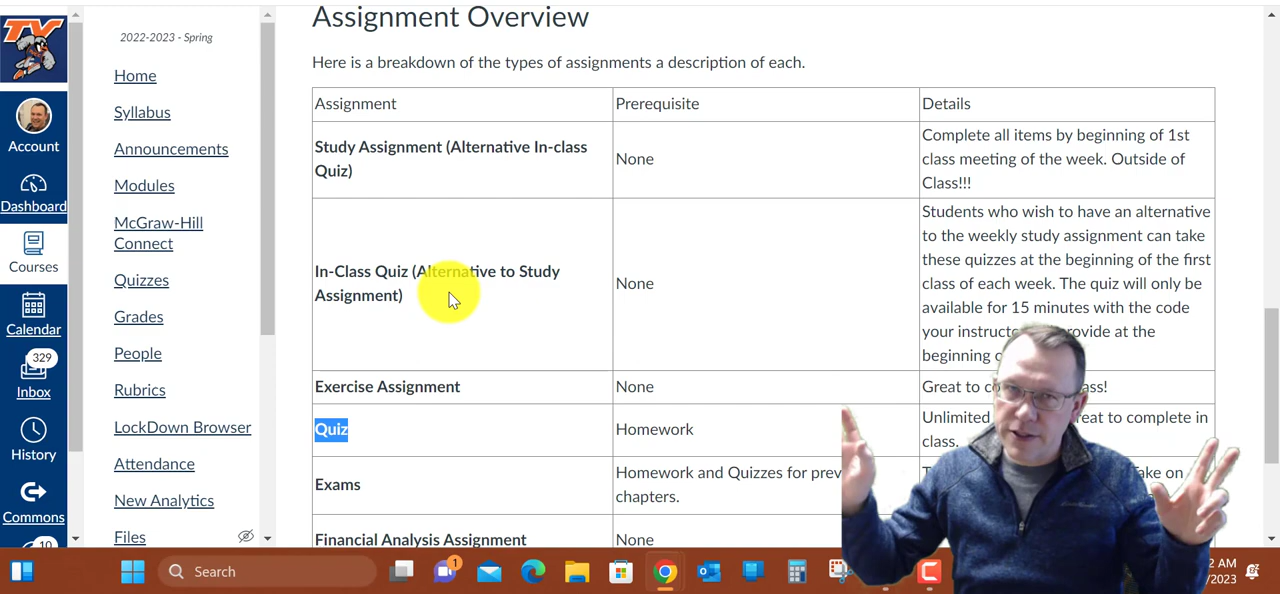 Assignment Overview
2022-2023 - Spring
Here is a breakdown of the types of assignments a description of each.
Home
Syllabus
Announcements
Modules
McGraw-Hill
Connect
Quizzes
Grades
People
Rubrics
LockDown Browser
Attendance
New Analytics
Files
TV
Account
Dashboard
Courses
Calendar
329
Inbox
History
Commons
10
Assignment
Prerequisite
Details
Study Assignment (Alternative In-class
Quiz)
None
Complete all items by beginning of 1st
class meeting of the week. Outside of
Class!!!
In-Class Quiz (Alternative to Study
Assignment)
None
Students who wish to have an alternative
to the weekly study assignment can take
these quizzes at the beginning of the first
class of each week. The quiz will only be
available for 15 minutes with the code
your at the
beginning
Exercise Assignment
None
Great to
Quiz
Homework
Unlimited to complete in
class.
Exams
Homework and Quizzes for
chapters.
on
Financial Analysis Assignment
None
Search
1
AM
/2023